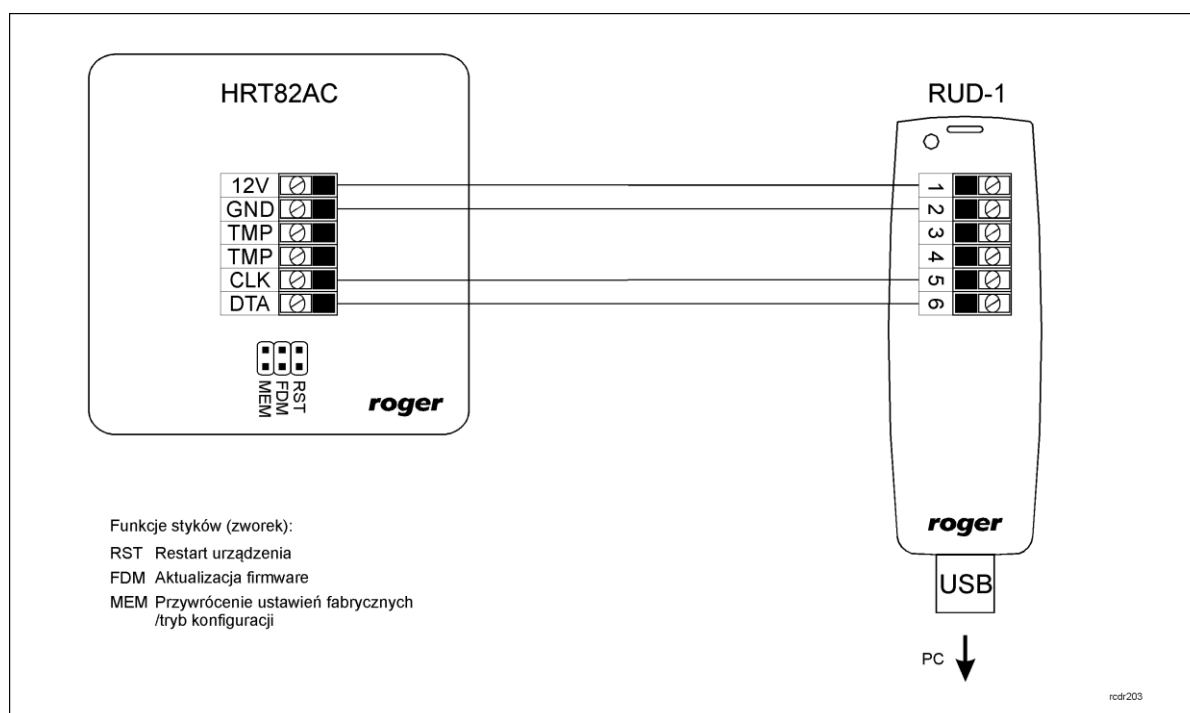 HRT82AC
RUD-1
12V
GND
TMP
TMP
CLK
DTA
1
2
3
4
5
6
MEM
FDM
RST
roger
Funkcje styków (zworek):
RST Restart urządzenia
FDM Aktualizacja firmware
MEM Przywrócenie ustawień fabrycznych
/tryb konfiguracji
roger
USB
PC
rcdr203